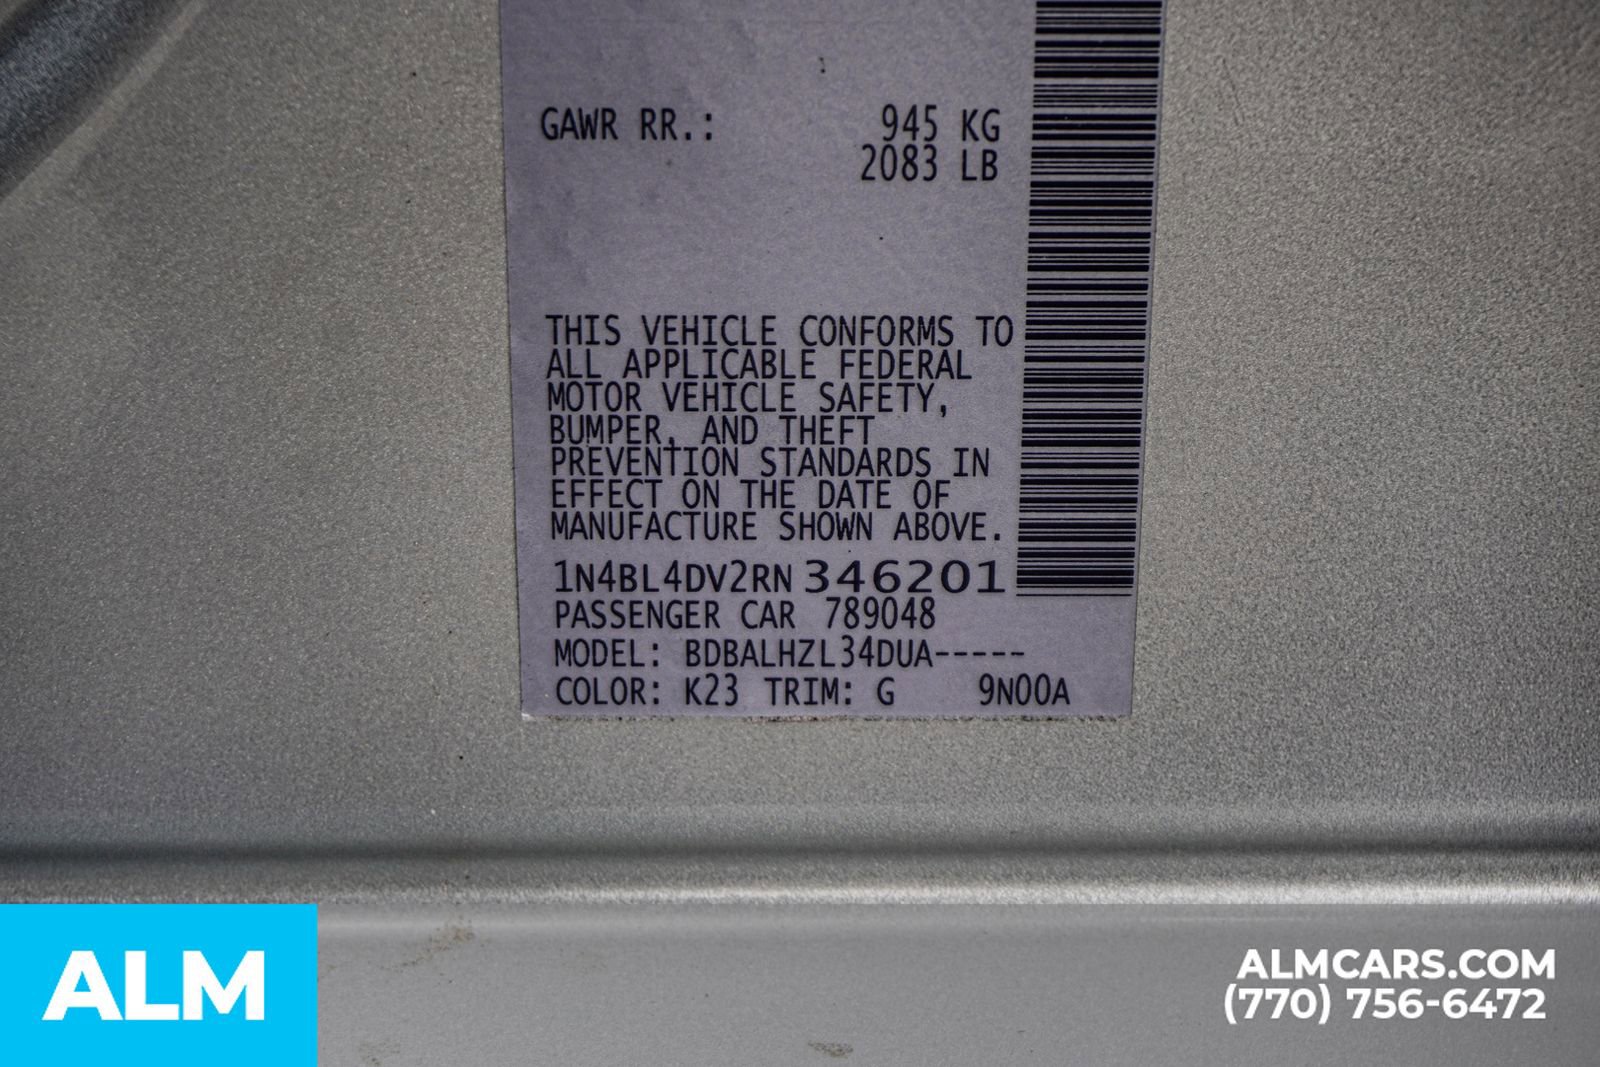 GAWR RR.: 945 KG
2083 LB
THIS VEHICLE CONFORMS TO
ALL APPLICABLE FEDERAL
MOTOR VEHICLE SAFETY,
BUMPER, AND THEFT
PREVENTION STANDARDS IN
EFFECT ON THE DATE OF
MANUFACTURE SHOWN ABOVE.
1N4BL4DV2RN346201
PASSENGER CAR 789048
MODEL: BDBALHZL34DUA-----
COLOR: K23 TRIM: G 9N00A
ALM
ALMCARS.COM
(770) 756-6472